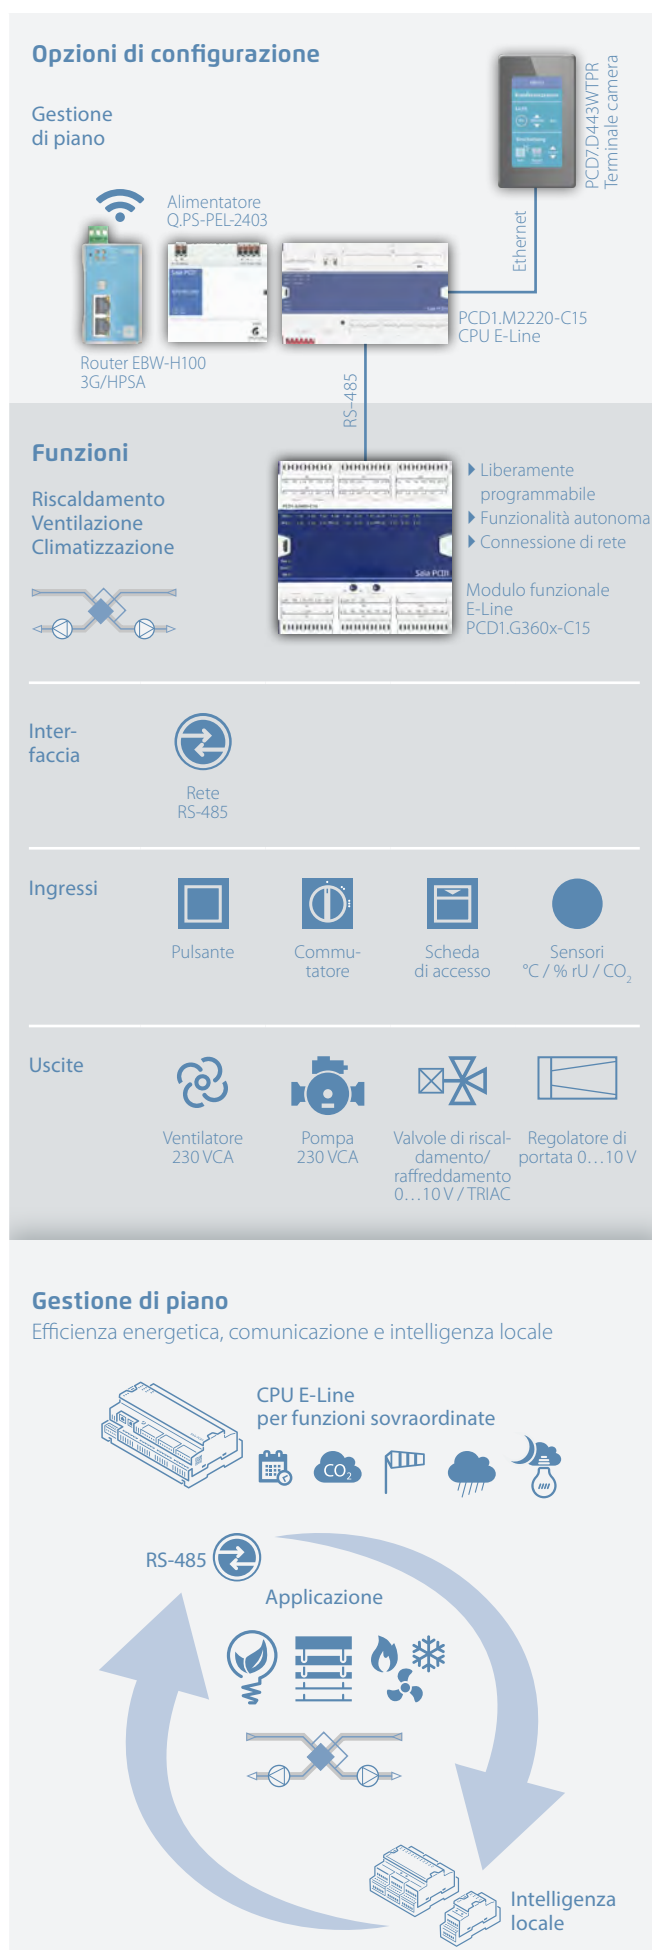 Opzioni di configurazione
Gestione
di piano
PCD7.D443WTPR
Terminale camera
Alimentatore
Q.PS-PEL-2403
Ethernet
Router EBW-H100
3G/HPSA
PCD1.M2220-C15
CPU E-Line
RS-485
Funzioni
Riscaldamento
Ventilazione
Climatizzazione
Saia PCD
Liberamente
programmabile
Funzionalità autonoma
Connessione di rete
Modulo funzionale
E-Line
PCD1.G360x-C15
Inter-
faccia
Rete
RS-485
Ingressi
Pulsante
Commu-
tatore
Scheda
di accesso
Sensori
°C / % rU / CO2
Uscite
Ventilatore
230 VCA
Pompa
230 VCA
Valvole di riscal-
damento/
raffreddamento
0…10 V / TRIAC
Regolatore di
portata 0…10 V
Gestione di piano
Efficienza energetica, comunicazione e intelligenza locale
CPU E-Line
per funzioni sovraordinate
CO2
RS-485
Applicazione
Intelligenza
locale